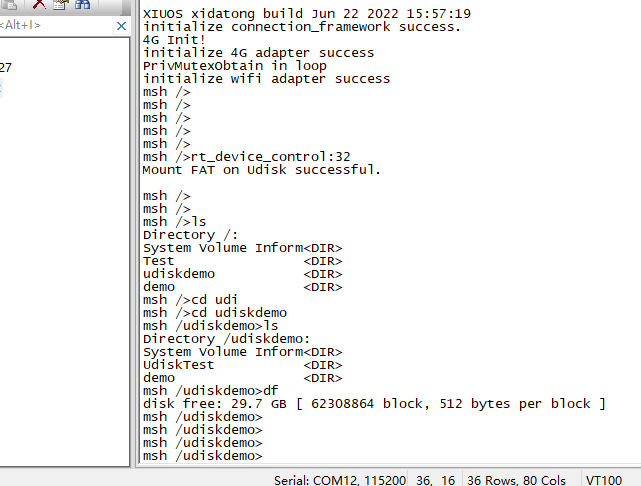 <Alt+I>
27
XIUOS xidatong build Jun 22 2022 15:57:19
initialize connection_framework success.
4G Init!
initialize 4G adapter success
PrivMutexObtain in loop
initialize wifi adapter success
msh />
msh />
msh />
msh />
msh />
msh />rt_device_control:32
Mount FAT on Udisk successful.
msh />
msh />
msh />ls
Directory /:
System Volume Inform<DIR>
Test                <DIR>
udiskdemo           <DIR>
demo                <DIR>
msh />cd udi
msh />cd udiskdemo
msh /udiskdemo>ls
Directory /udiskdemo:
System Volume Inform<DIR>
UdiskTest           <DIR>
demo                <DIR>
msh /udiskdemo>df
disk free: 29.7 GB [ 62308864 block, 512 bytes per block ]
msh /udiskdemo>
msh /udiskdemo>
msh /udiskdemo>
msh /udiskdemo>
Serial: COM12, 115200 36, 16 36 Rows, 80 Cols VT100